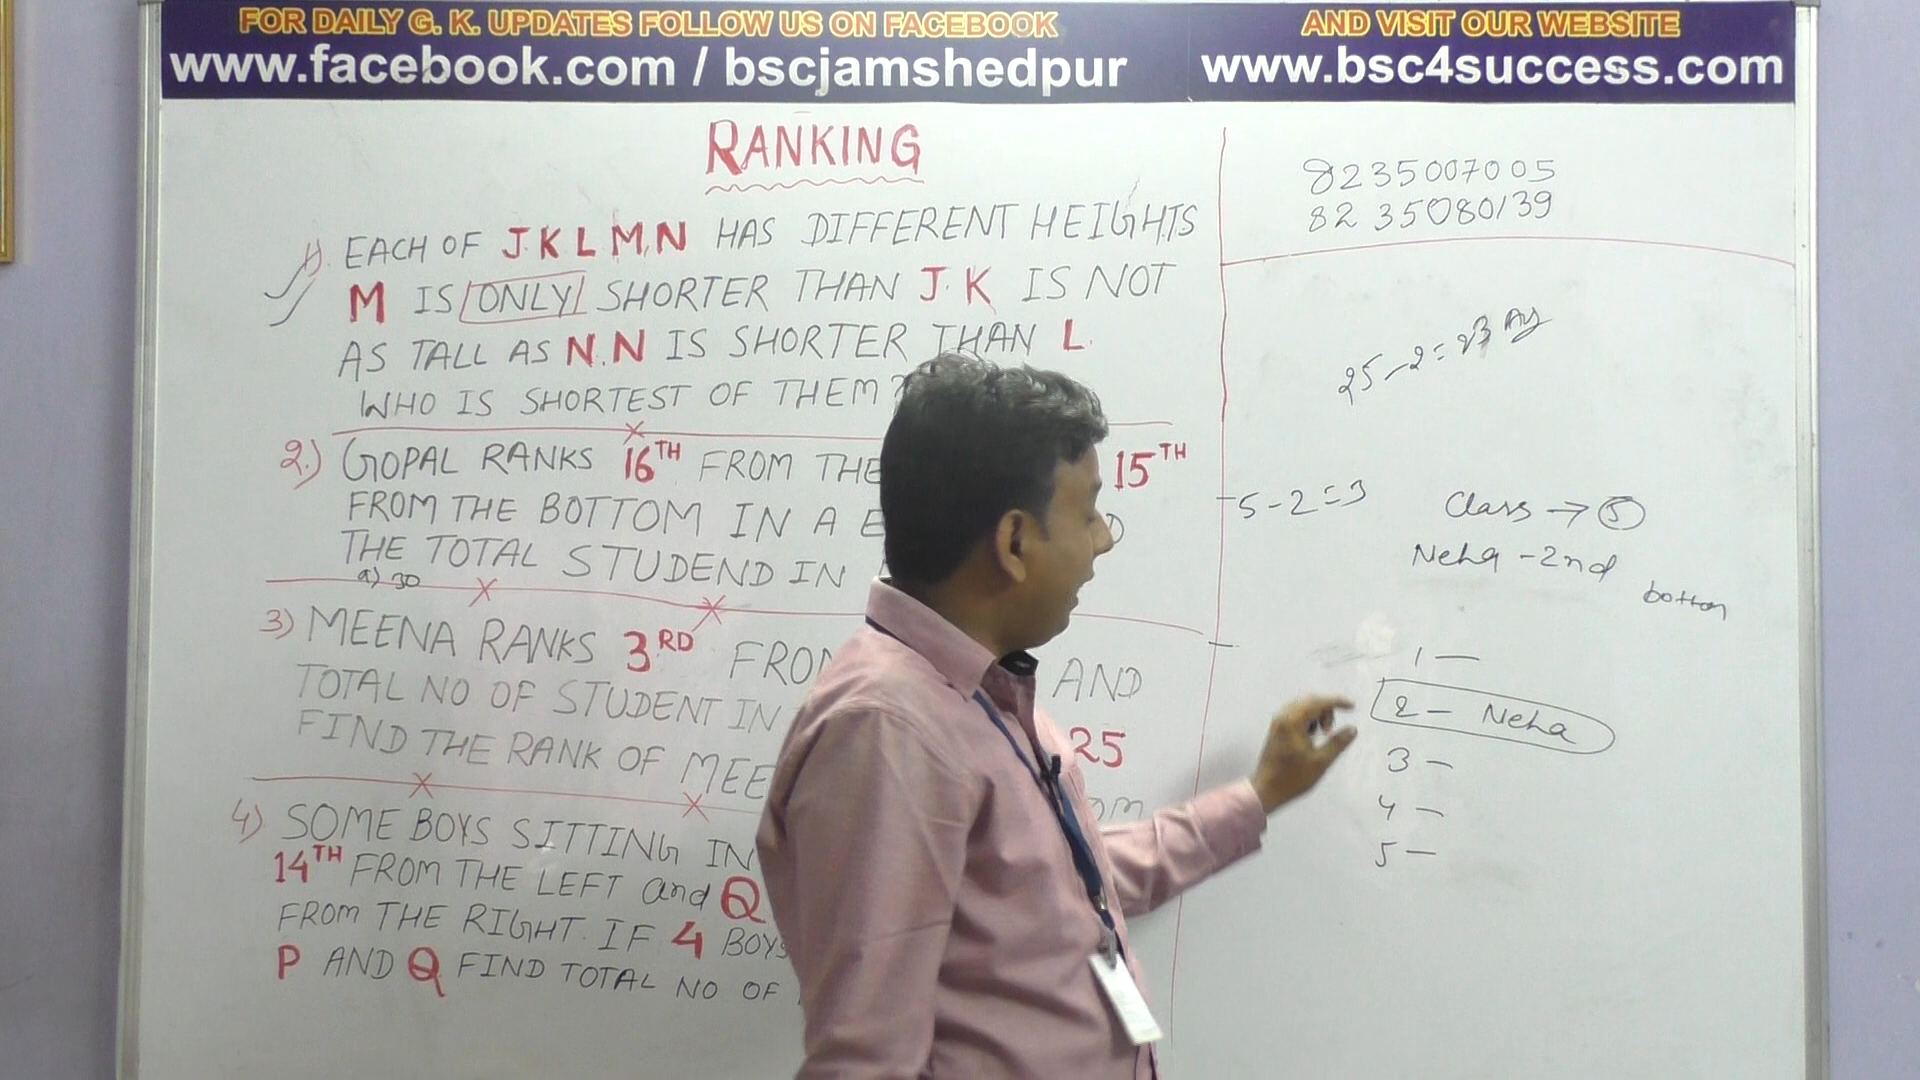 FOR DAILY G. K. UPDATES FOLLOW US ON FACEBOOK
www.facebook.com / bscjamshedpur
AND VISIT OUR WEBSITE
www.bsc4success.com
RANKING
1). EACH OF J.K L M,N HAS DIFFERENT HEIGHTS
M IS ONLY SHORTER THAN J. K IS NOT
AS TALL AS N. N IS SHORTER THAN L.
WHO IS SHORTEST OF THEM?
2.) GOPAL RANKS 16TH FROM THE 15TH
FROM THE BOTTOM IN A
THE TOTAL STUDEND IN
a) 30
3) MEENA RANKS 3RD AND
TOTAL NO OF STUDENT IN 25
FIND THE RANK OF
4) SOME BOYS SITTING IN
14TH FROM THE LEFT and Q
FROM THE RIGHT. IF 4 BOYS
P AND Q FIND TOTAL NO OF
8235007005
8235080139
25-2=23
5-2=3
Class → 5
Neha - 2nd
bottom
1 —
2 — Neha
3 —
4 —
5 —